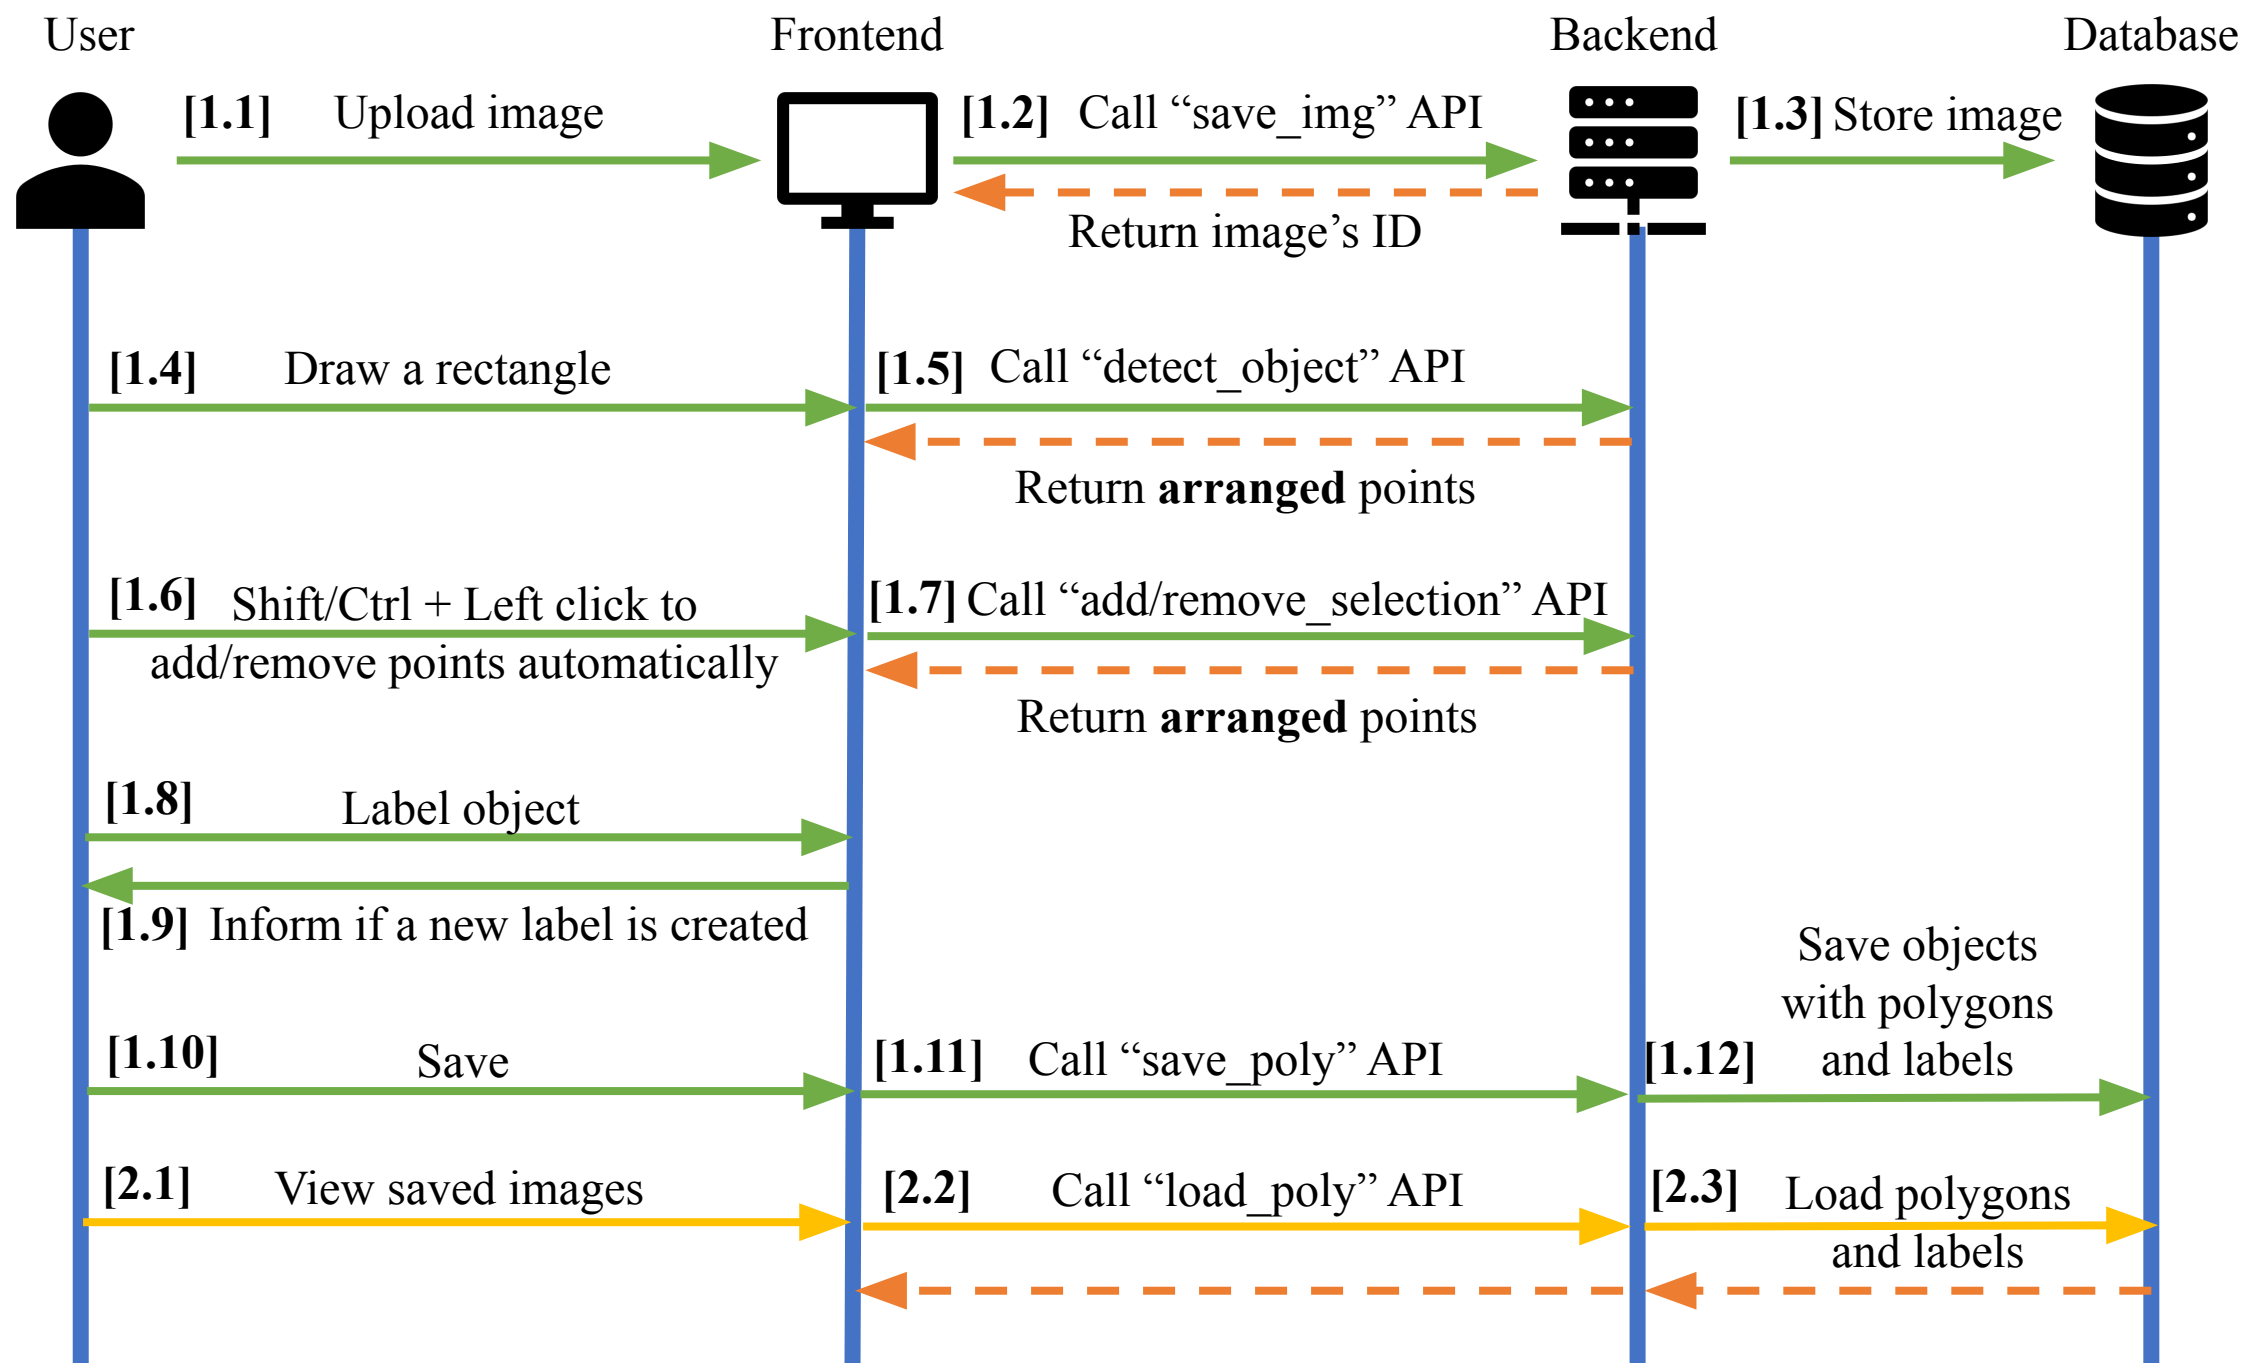 User
Frontend
Backend
Database
[1.1] Upload image
[1.2] Call “save_img” API
[1.3] Store image
Return image’s ID
[1.4] Draw a rectangle
[1.5] Call “detect_object” API
Return arranged points
[1.6] Shift/Ctrl + Left click to
add/remove points automatically
[1.7] Call “add/remove_selection” API
Return arranged points
[1.8] Label object
[1.9] Inform if a new label is created
[1.10] Save
[1.11] Call “save_poly” API
Save objects
with polygons
[1.12] and labels
[2.1] View saved images
[2.2] Call “load_poly” API
[2.3] Load polygons
and labels